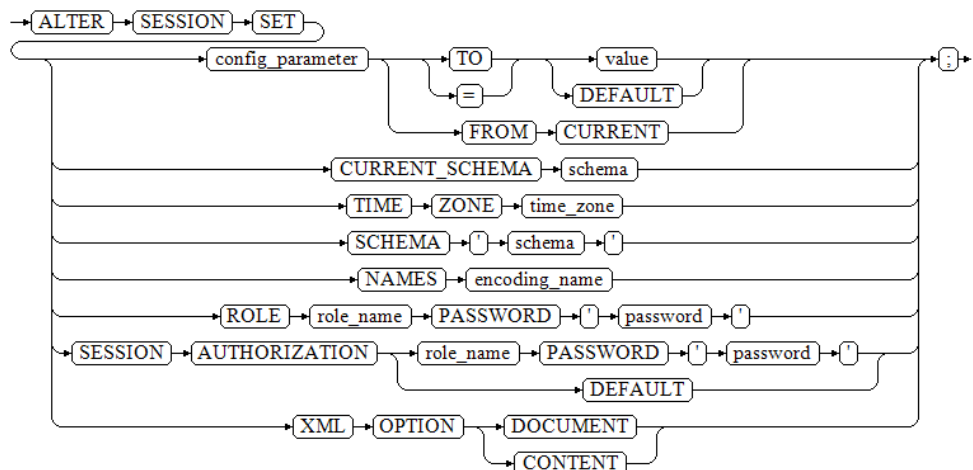 ALTER SESSION SET
config_parameter TO value
= DEFAULT
FROM CURRENT
;
CURRENT_SCHEMA schema
TIME ZONE time_zone
SCHEMA ' schema '
NAMES encoding_name
ROLE role_name PASSWORD ' password '
SESSION AUTHORIZATION role_name PASSWORD ' password '
DEFAULT
XML OPTION DOCUMENT
CONTENT